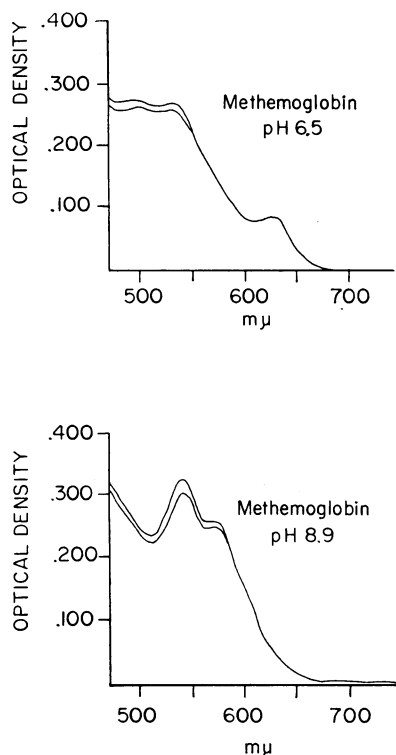 .400
.300
.200
.100
OPTICAL DENSITY
Methemoglobin
pH 6.5
500
600
700
mμ
.400
.300
.200
.100
OPTICAL DENSITY
Methemoglobin
pH 8.9
500
600
700
mμ